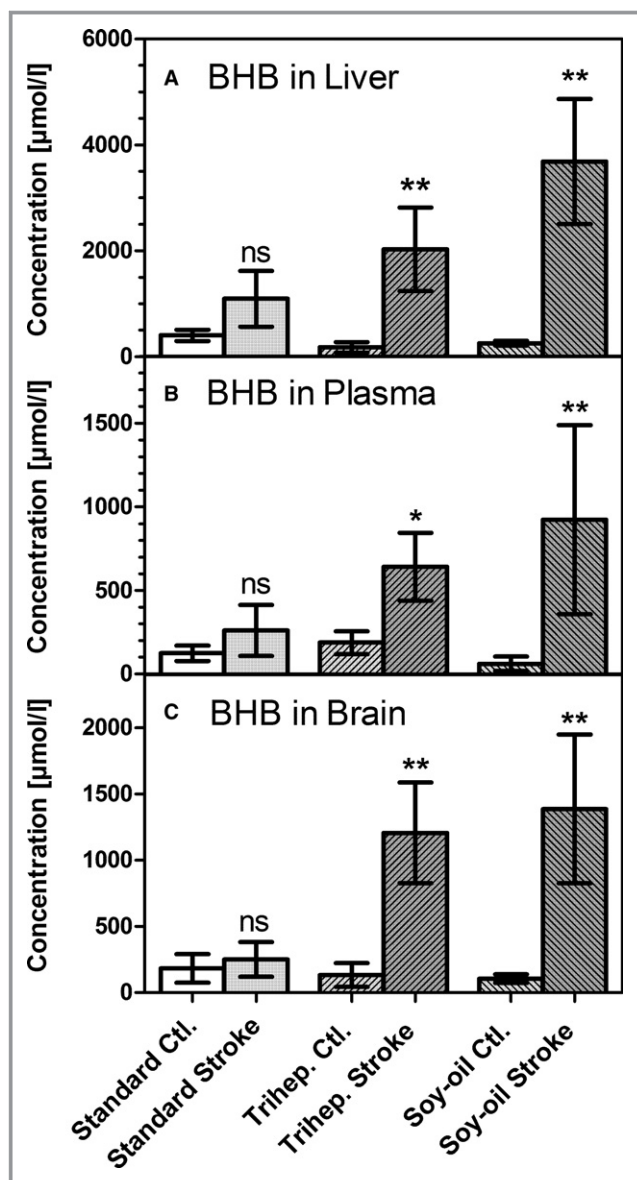 6000
A BHB in Liver
**
4000
**
2000
ns
0
Concentration [µmol/l]
B BHB in Plasma
**
1500
1000
*
500
ns
0
Concentration [µmol/l]
C BHB in Brain
**
2000
**
1500
1000
500
ns
0
Concentration [µmol/l]
Standard Ctl.
Standard Stroke
Trihep. Ctl.
Trihep. Stroke
Soy-oil Ctl.
Soy-oil Stroke